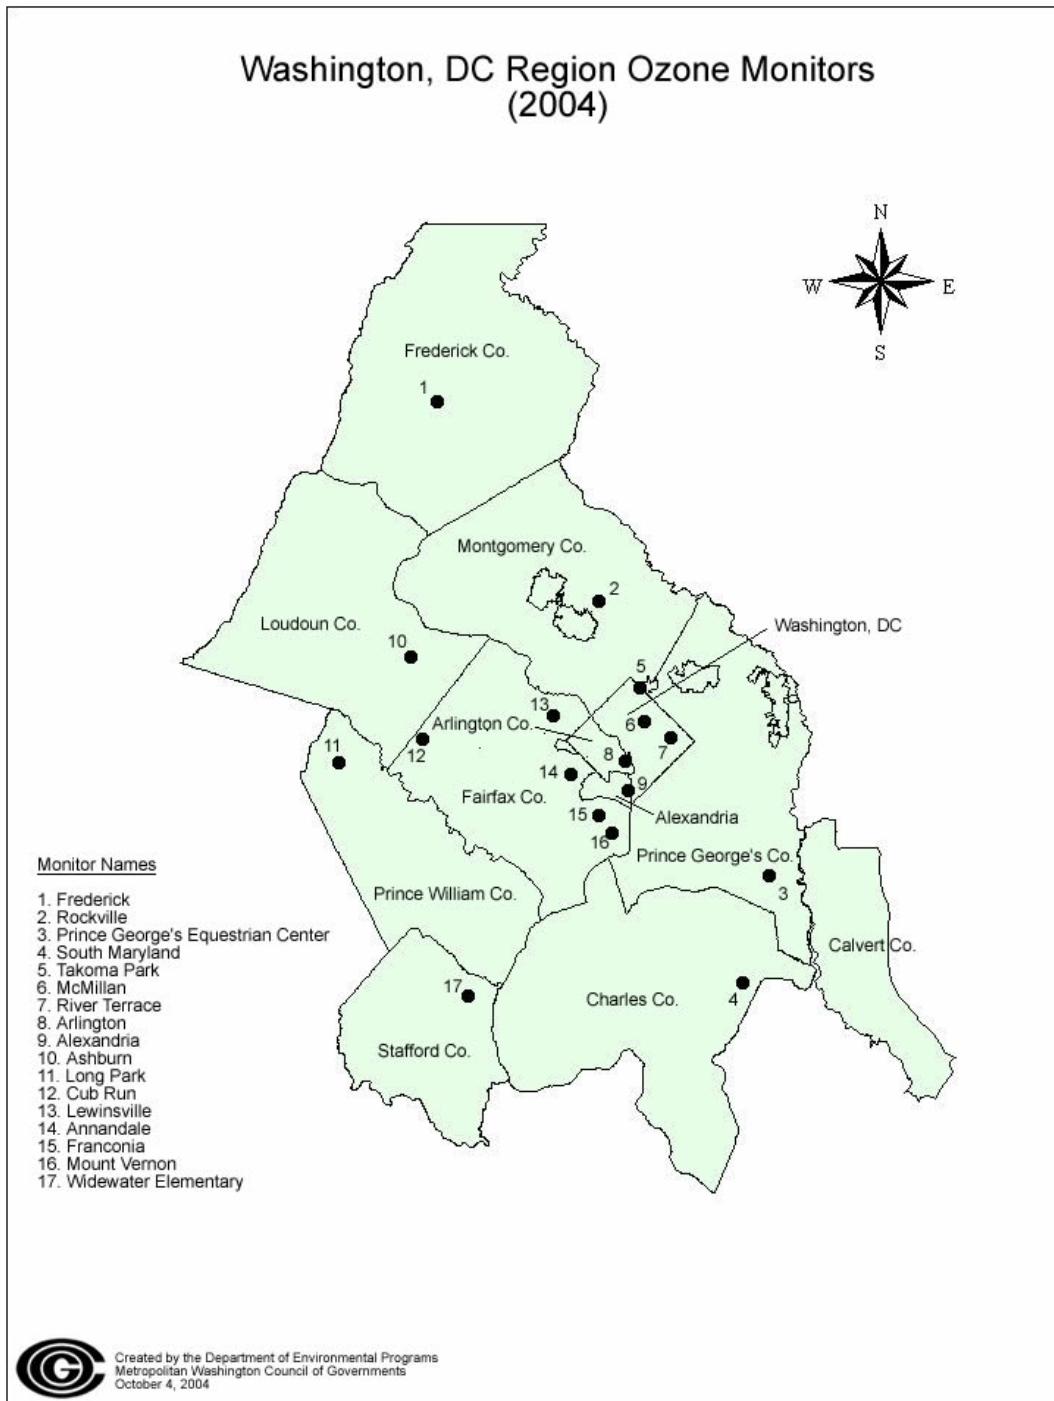 Washington, DC Region Ozone Monitors
(2004)
N
W
E
S
Frederick Co.
1
Montgomery Co.
2
Loudoun Co.
Washington, DC
10
5
13
Arlington Co.
6
7
12
11
8
14
9
Fairfax Co.
15
Alexandria
16
Prince George's Co.
3
Prince William Co.
Calvert Co.
17
4
Charles Co.
Stafford Co.
Monitor Names
1. Frederick
2. Rockville
3. Prince George's Equestrian Center
4. South Maryland
5. Takoma Park
6. McMillan
7. River Terrace
8. Arlington
9. Alexandria
10. Ashburn
11. Long Park
12. Cub Run
13. Lewinsville
14. Annandale
15. Franconia
16. Mount Vernon
17. Widewater Elementary
Created by the Department of Environmental Programs
Metropolitan Washington Council of Governments
October 4, 2004